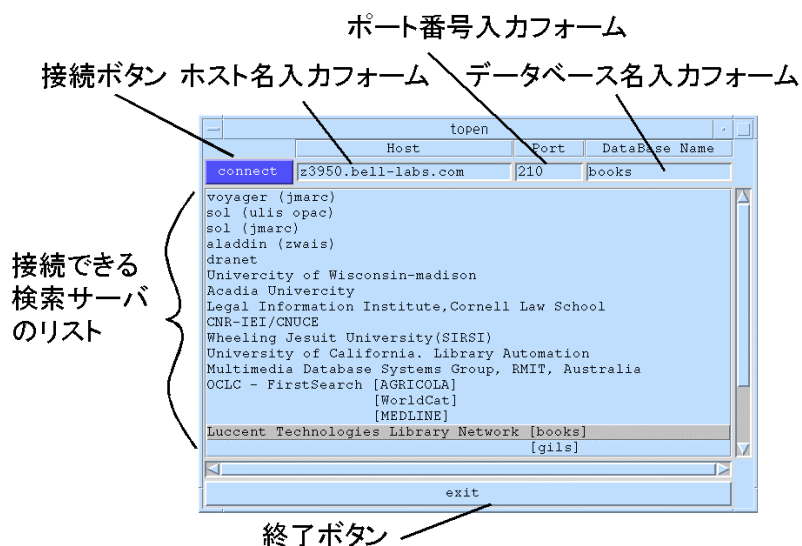 ポート番号入力フォーム
接続ボタン ホスト名入力フォーム データベース名入力フォーム
topen
Host Port DataBase Name
connect z3950.bell-labs.com 210 books
voyager (jmarc)
sol (ulis opac)
sol (jmarc)
aladdin (zwais)
dranet
Univercity of Wisconsin-madison
Acadia Univercity
Legal Information Institute,Cornell Law School
CNR-IEI/CNUCE
Wheeling Jesuit University(SIRSI)
University of California. Library Automation
Multimedia Database Systems Group, RMIT, Australia
OCLC - FirstSearch [AGRICOLA]
[WorldCat]
[MEDLINE]
Luccent Technologies Library Network [books]
[gils]
接続できる
検索サーバ
のリスト
exit
終了ボタン